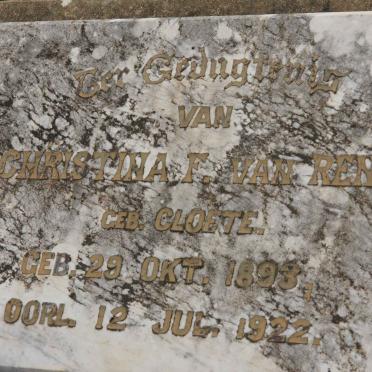 Ter Gedagtenis
VAN
CHRISTINA F. VAN REN
GEB. CLOETE.
GEB. 29 OKT. 1893,
OORL. 12 JUL. 1922.